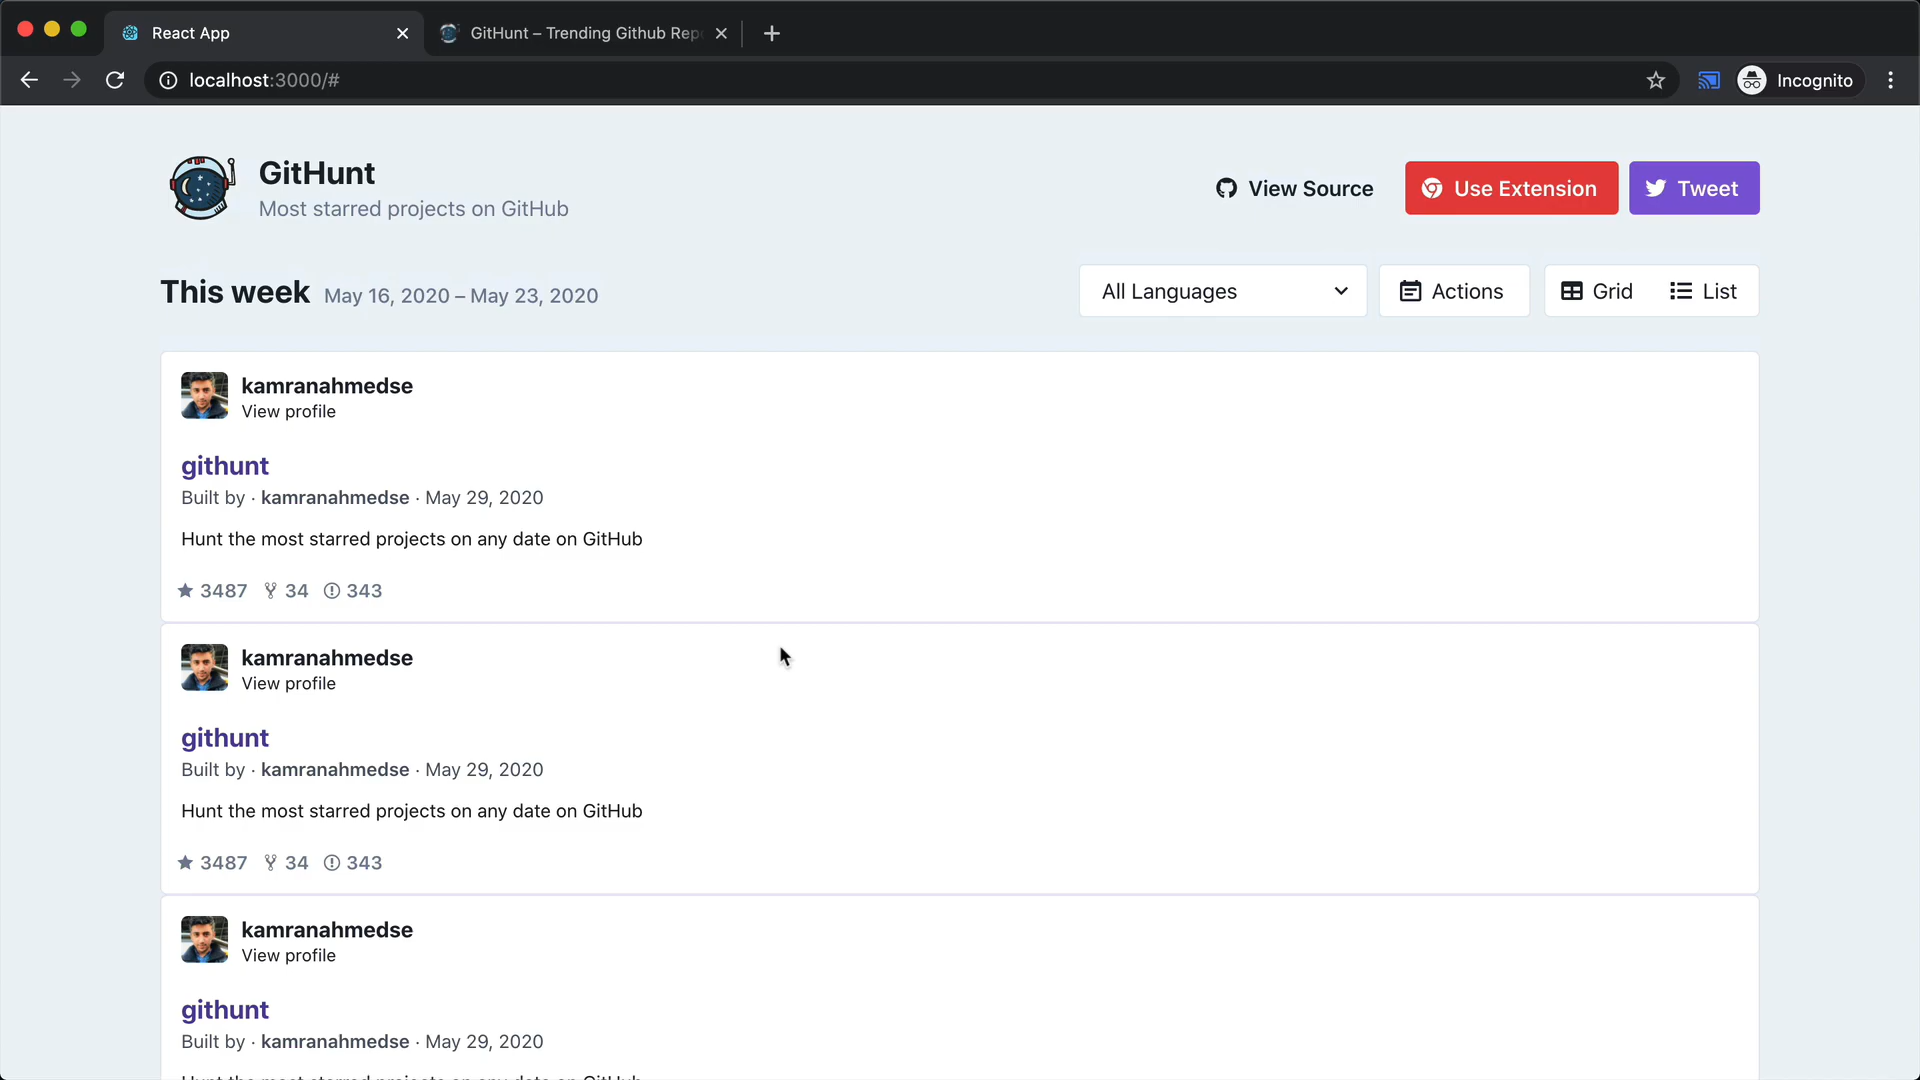 React App
GitHunt – Trending Github Rep
localhost:3000/#
Incognito
GitHunt
Most starred projects on GitHub
View Source
Use Extension
Tweet
This week May 16, 2020 – May 23, 2020
All Languages
Actions
Grid
List
kamranahmedse
View profile
githunt
Built by · kamranahmedse · May 29, 2020
Hunt the most starred projects on any date on GitHub
3487 34 343
kamranahmedse
View profile
githunt
Built by · kamranahmedse · May 29, 2020
Hunt the most starred projects on any date on GitHub
3487 34 343
kamranahmedse
View profile
githunt
Built by · kamranahmedse · May 29, 2020